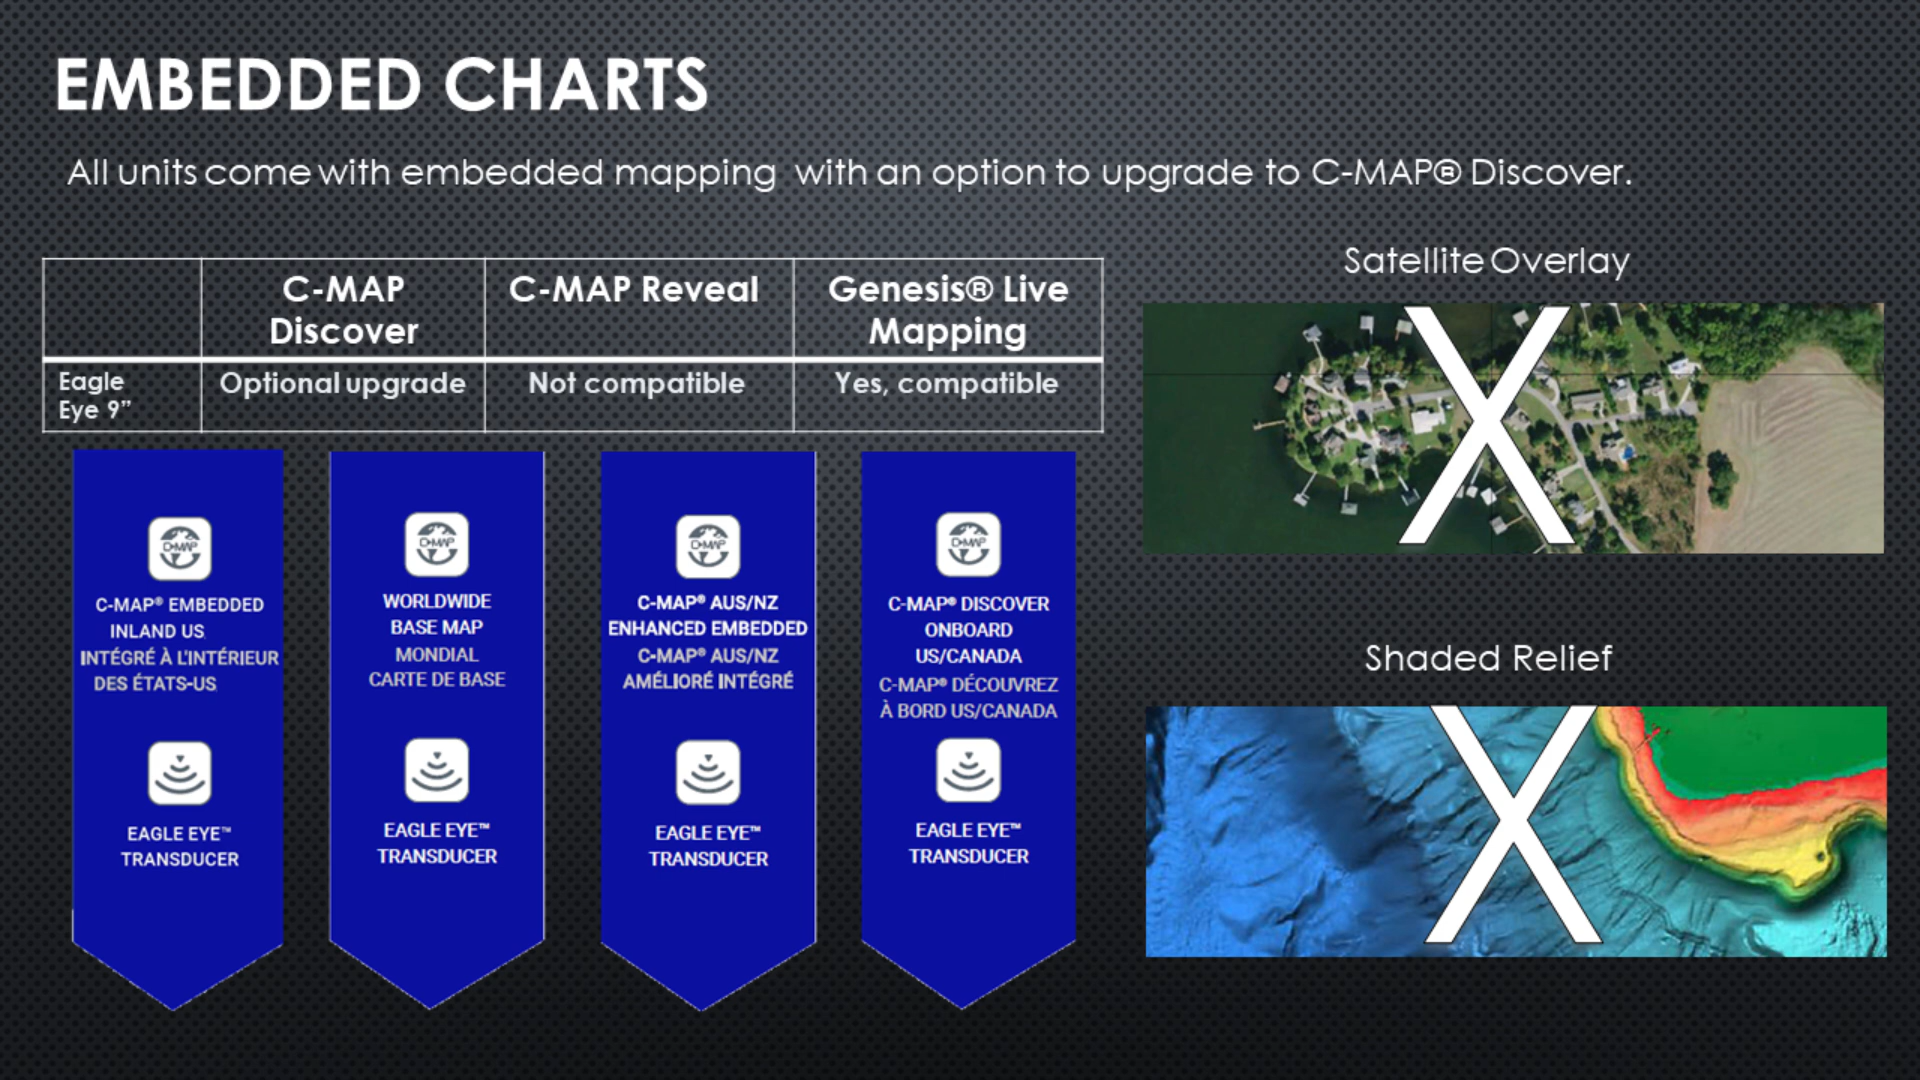 EMBEDDED CHARTS
All units come with embedded mapping with an option to upgrade to C-MAP® Discover.
C-MAP
Discover
C-MAP Reveal
Genesis® Live
Mapping
Eagle
Eye 9”
Optional upgrade
Not compatible
Yes, compatible
C-MAP
C-MAP® EMBEDDED
INLAND US
INTÉGRÉ À L'INTÉRIEUR
DES ÉTATS-US
EAGLE EYE™
TRANSDUCER
C-MAP
WORLDWIDE
BASE MAP
MONDIAL
CARTE DE BASE
EAGLE EYE™
TRANSDUCER
C-MAP
C-MAP® AUS/NZ
ENHANCED EMBEDDED
C-MAP® AUS/NZ
AMÉLIORÉ INTÉGRÉ
EAGLE EYE™
TRANSDUCER
C-MAP
C-MAP® DISCOVER
ONBOARD
US/CANADA
C-MAP® DÉCOUVREZ
À BORD US/CANADA
EAGLE EYE™
TRANSDUCER
Satellite Overlay
X
Shaded Relief
X